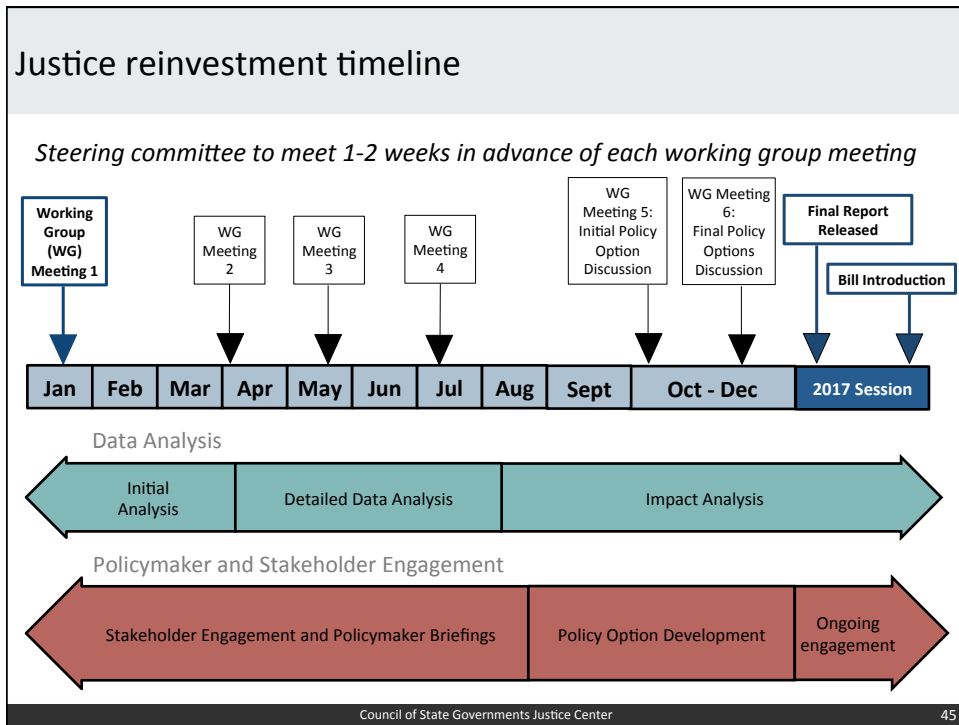 Justice reinvestment timeline
Steering committee to meet 1-2 weeks in advance of each working group meeting
Working
Group
(WG)
Meeting 1
WG
Meeting
2
WG
Meeting
3
WG
Meeting
4
WG
Meeting 5:
Initial Policy
Option
Discussion
WG Meeting
6:
Final Policy
Options
Discussion
Final Report
Released
Bill Introduction
Jan
Feb
Mar
Apr
May
Jun
Jul
Aug
Sept
Oct - Dec
2017 Session
Data Analysis
Initial
Analysis
Detailed Data Analysis
Impact Analysis
Policymaker and Stakeholder Engagement
Stakeholder Engagement and Policymaker Briefings
Policy Option Development
Ongoing
engagement
Council of State Governments Justice Center
45